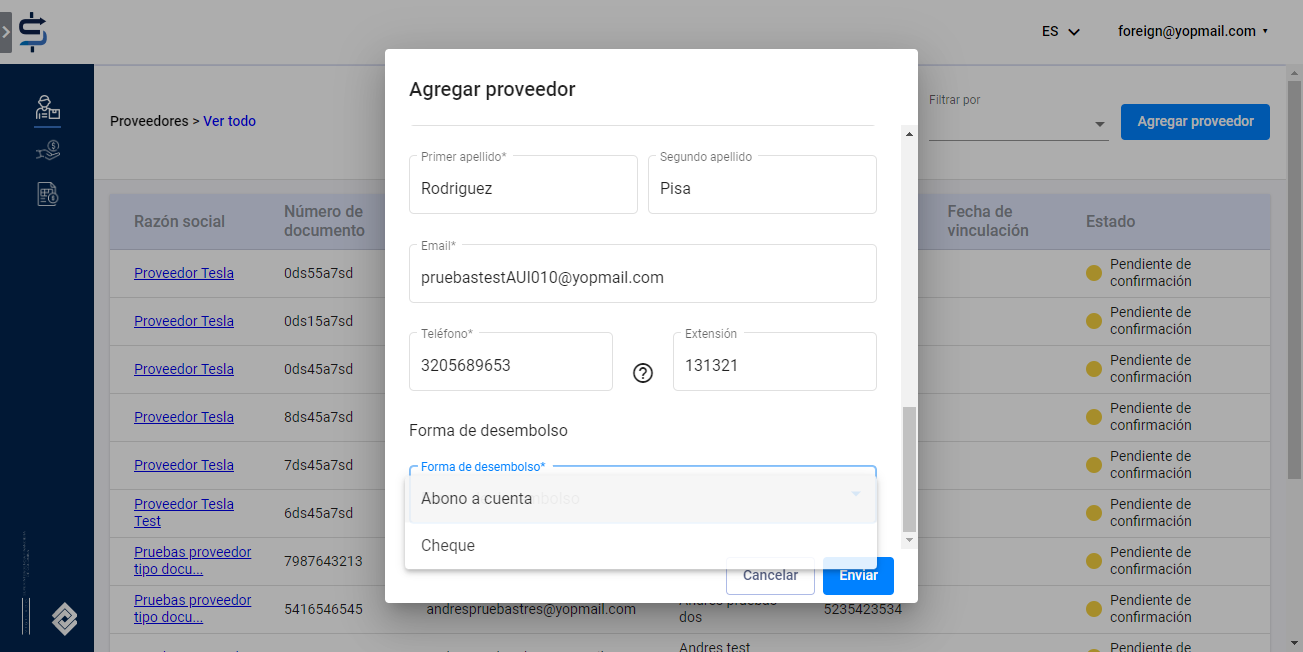 ES
foreign@yopmail.com
Agregar proveedor
Proveedores > Ver todo
Filtrar por
Agregar proveedor
Primer apellido*
Rodriguez
Segundo apellido
Pisa
Email*
pruebastestAUI010@yopmail.com
Teléfono*
3205689653
Extensión
131321
Forma de desembolso
Forma de desembolso*
Abono a cuenta
Cheque
Cancelar
Enviar
Razón social
Número de
documento
Fecha de
vinculación
Estado
Proveedor Tesla
0ds55a7sd
Pendiente de
confirmación
Proveedor Tesla
0ds15a7sd
Pendiente de
confirmación
Proveedor Tesla
0ds45a7sd
Pendiente de
confirmación
Proveedor Tesla
8ds45a7sd
Pendiente de
confirmación
Proveedor Tesla
7ds45a7sd
Pendiente de
confirmación
Proveedor Tesla
Test
6ds45a7sd
Pendiente de
confirmación
Pruebas proveedor
tipo docu...
7987643213
Pendiente de
confirmación
Pruebas proveedor
tipo docu...
5416546545
andrespruebastres@yopmail.com
Andres pruebas
dos
5235423534
Pendiente de
confirmación
Andres test
Pendiente de